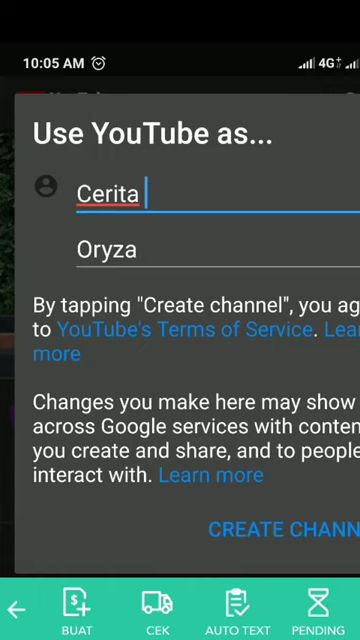 10:05 AM
4G+
Use YouTube as...
Cerita
Oryza
By tapping "Create channel", you ag
to YouTube's Terms of Service. Lear
more
Changes you make here may show
across Google services with conten
you create and share, and to people
interact with. Learn more
CREATE CHANN
BUAT
CEK
AUTO TEXT
PENDING